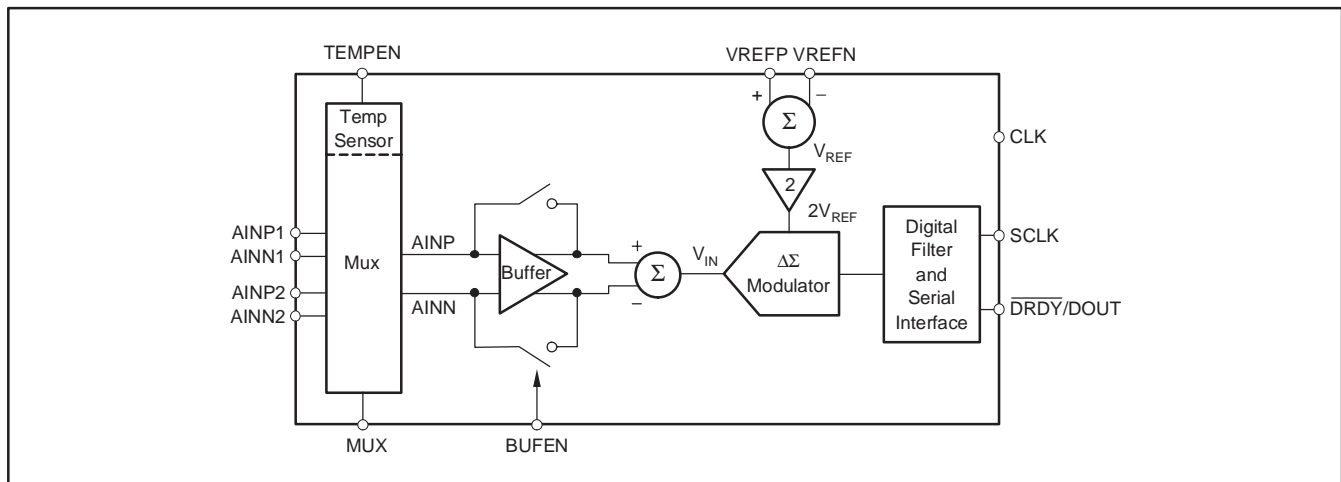 TEMPEN
VREFP VREFN
Temp
Sensor
+
−
Σ
CLK
V_REF
2
2V_REF
AINP1
AINN1
AINP2
AINN2
Mux
AINP
AINN
Buffer
+
Σ
−
V_IN
ΔΣ
Modulator
Digital
Filter
and
Serial
Interface
SCLK
D̅R̅D̅Y̅/DOUT
MUX
BUFEN